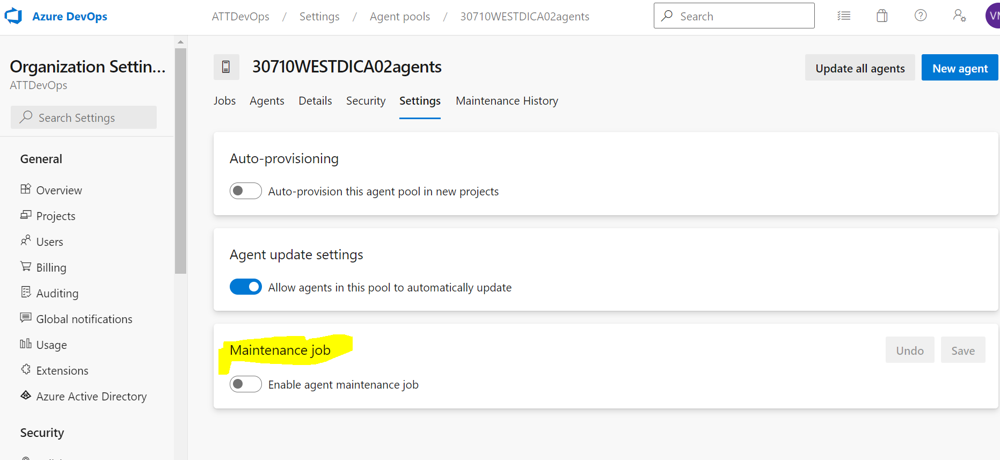 Azure DevOps
ATTDevOps / Settings / Agent pools / 30710WESTDICA02agents
Search
VM
Organization Settin...
ATTDevOps
Search Settings
General
Overview
Projects
Users
Billing
Auditing
Global notifications
Usage
Extensions
Azure Active Directory
Security
30710WESTDICA02agents
Update all agents
New agent
Jobs Agents Details Security Settings Maintenance History
Auto-provisioning
Auto-provision this agent pool in new projects
Agent update settings
Allow agents in this pool to automatically update
Maintenance job
Undo
Save
Enable agent maintenance job